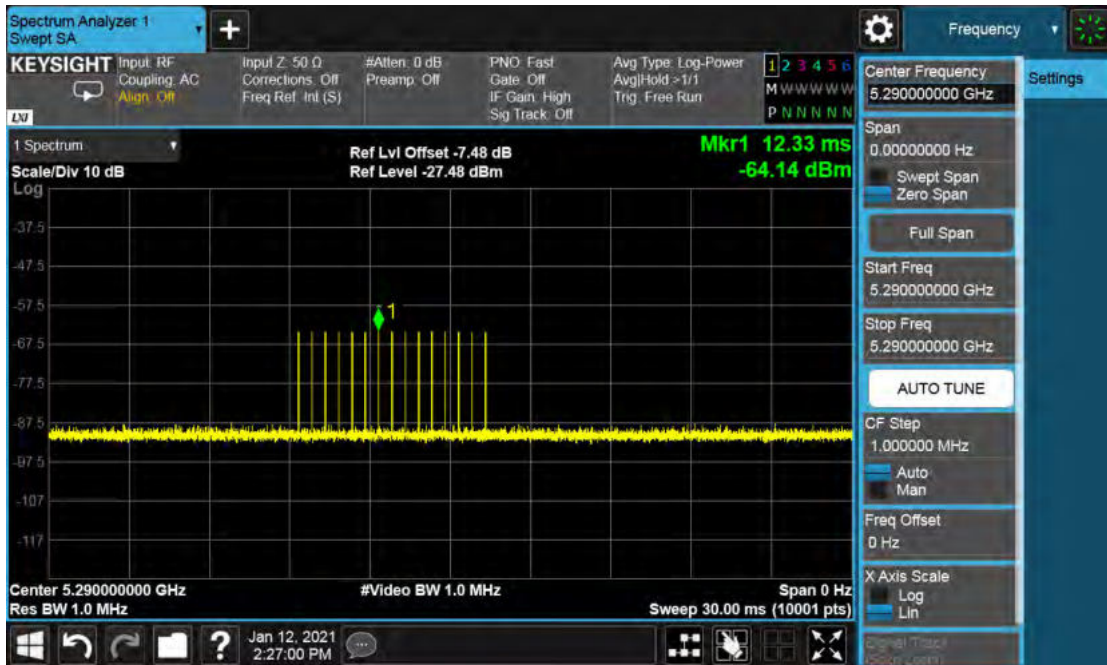 Spectrum Analyzer 1
Swept SA
+
Frequency
KEYSIGHT
LXI
Input: RF
Coupling: AC
Align: Off
Input Z: 50 Ω
Corrections: Off
Freq Ref: Int (S)
#Atten: 0 dB
Preamp: Off
PNO: Fast
Gate: Off
IF Gain: High
Sig Track: Off
Avg Type: Log-Power
Avg|Hold >1/1
Trig: Free Run
1 2 3 4 5 6
M W W W W W
P N N N N N
Center Frequency
5.290000000 GHz
Settings
1 Spectrum
Scale/Div 10 dB
Ref Lvl Offset -7.48 dB
Ref Level -27.48 dBm
Mkr1 12.33 ms
-64.14 dBm
Span
0.00000000 Hz
Swept Span
Zero Span
Full Span
Start Freq
5.290000000 GHz
Stop Freq
5.290000000 GHz
AUTO TUNE
CF Step
1.000000 MHz
Auto
Man
Freq Offset
0 Hz
X Axis Scale
Log
Lin
Signal Track
Log
-37.5
-47.5
-57.5
-67.5
-77.5
-87.5
-97.5
-107
-117
1
Center 5.290000000 GHz
Res BW 1.0 MHz
#Video BW 1.0 MHz
Span 0 Hz
Sweep 30.00 ms (10001 pts)
?
Jan 12, 2021
2:27:00 PM